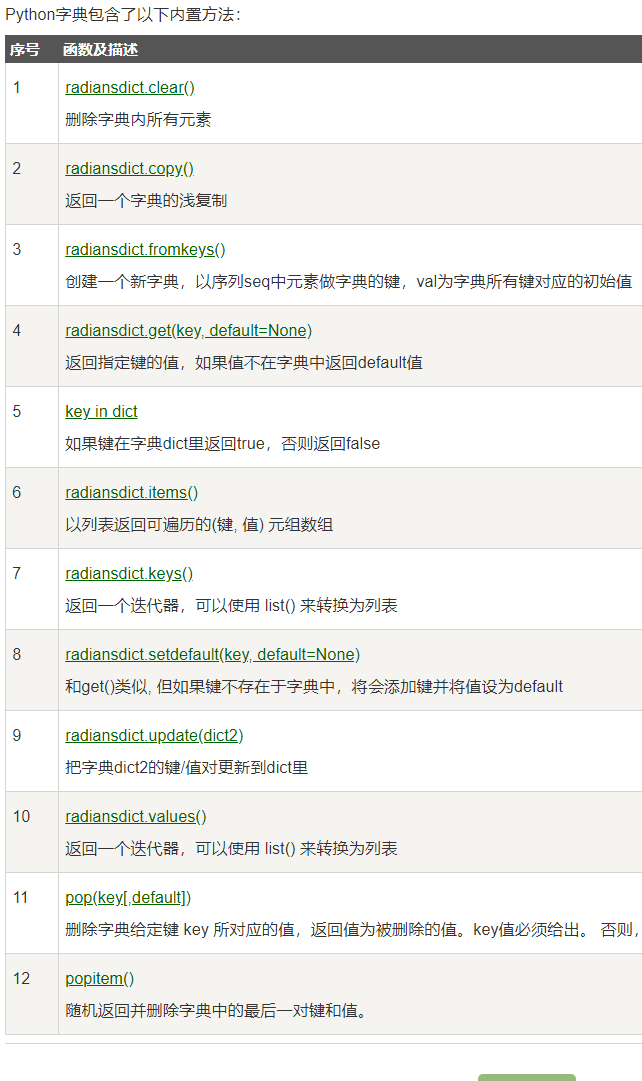 Python字典包含了以下内置方法：
序号 函数及描述
1 radiansdict.clear()
删除字典内所有元素
2 radiansdict.copy()
返回一个字典的浅复制
3 radiansdict.fromkeys()
创建一个新字典，以序列seq中元素做字典的键，val为字典所有键对应的初始值
4 radiansdict.get(key, default=None)
返回指定键的值，如果值不在字典中返回default值
5 key in dict
如果键在字典dict里返回true，否则返回false
6 radiansdict.items()
以列表返回可遍历的(键, 值) 元组数组
7 radiansdict.keys()
返回一个迭代器，可以使用 list() 来转换为列表
8 radiansdict.setdefault(key, default=None)
和get()类似, 但如果键不存在于字典中，将会添加键并将值设为default
9 radiansdict.update(dict2)
把字典dict2的键/值对更新到dict里
10 radiansdict.values()
返回一个迭代器，可以使用 list() 来转换为列表
11 pop(key[,default])
删除字典给定键 key 所对应的值，返回值为被删除的值。key值必须给出。 否则，
12 popitem()
随机返回并删除字典中的最后一对键和值。